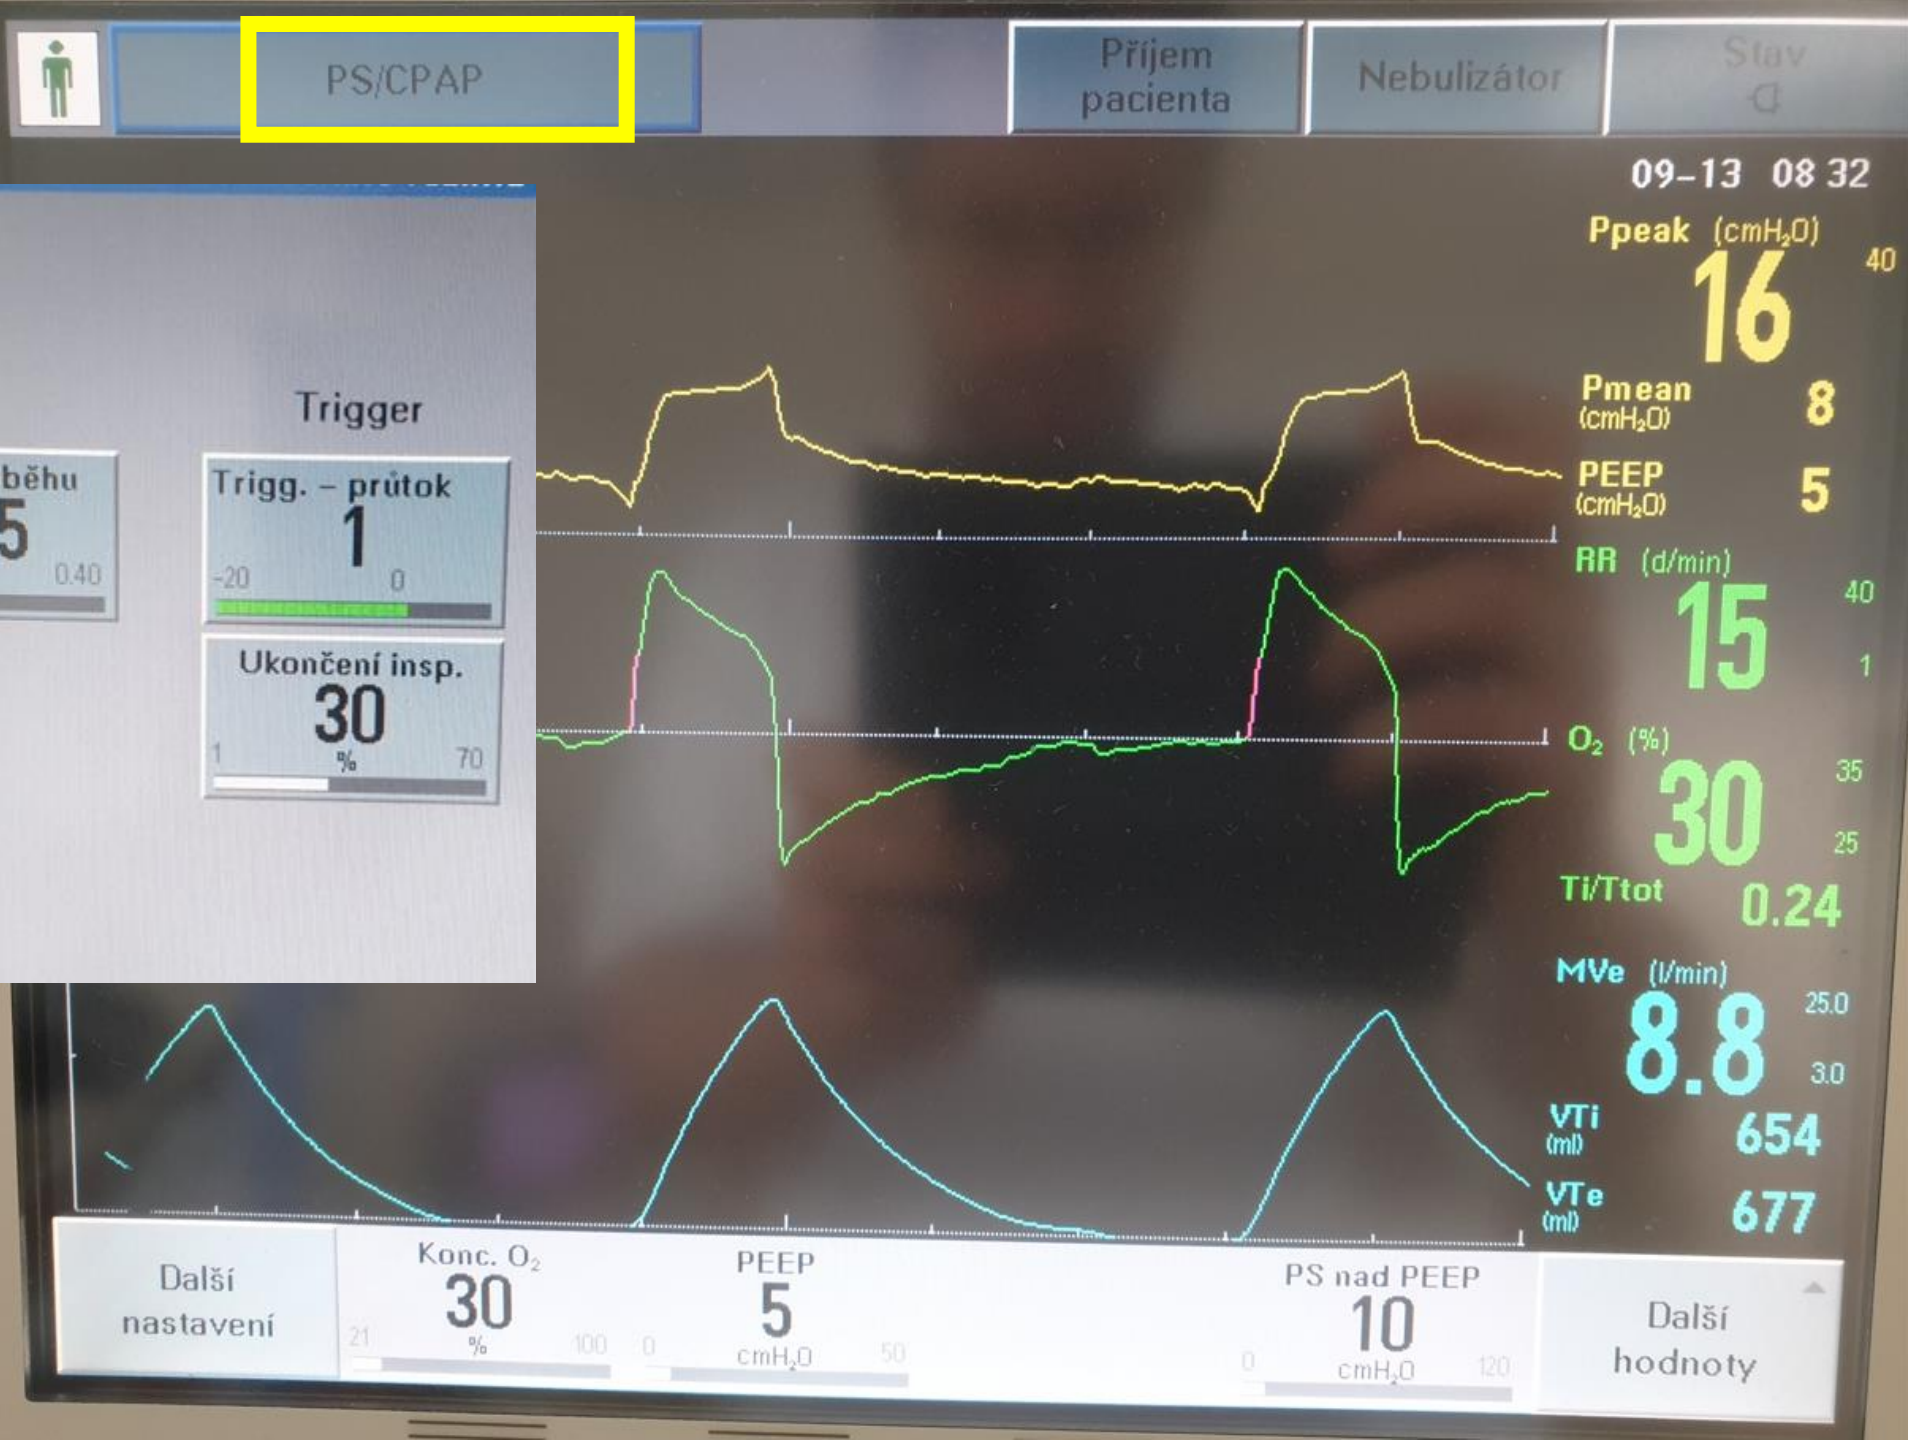 PS/CPAP
Příjem
pacienta
Nebulizátor
Stav
09-13 08 32
Ppeak (cmH₂O)
16
40
Pmean
(cmH₂O)
8
PEEP
(cmH₂O)
5
RR (d/min)
15
40
1
O₂ (%)
30
35
25
Ti/Ttot
0.24
MVe (l/min)
8.8
25.0
3.0
VTi
(ml)
654
VTe
(ml)
677
Trigger
běhu
5
0.40
Trigg. – průtok
1
-20 0
Ukončení insp.
30
1 % 70
Další
nastavení
Konc. O₂
30
21 % 100
PEEP
5
0 cmH₂O 50
PS nad PEEP
10
0 cmH₂O 120
Další
hodnoty